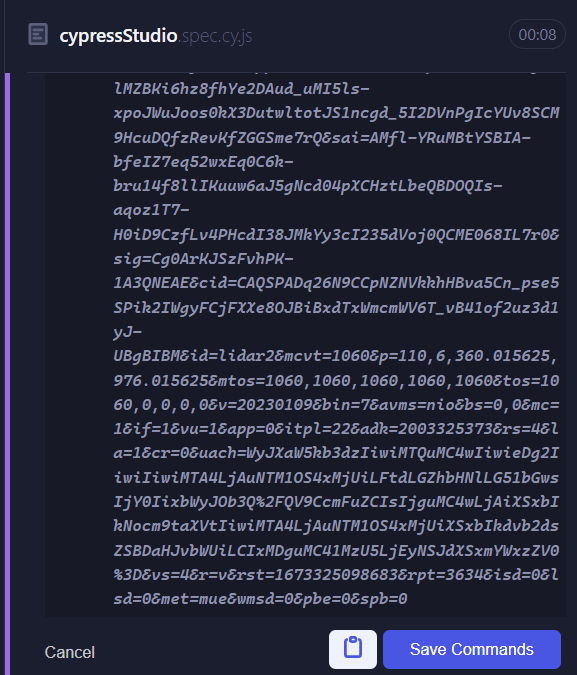 cypressStudio.spec.cy.js
00:08
lMZBKi6hz8fhYe2DAud_uMI5ls-
xpoJWuJoos0kX3DutwltotJS1ncgd_5I2DVnPgIcYUv8SCM
9HcuDQfzRevKfZGGSme7rQ&sai=AMfl-YRuMBtYSBIA-
bfeIZ7eq52wxEq0C6k-
bru14f8llIKuuw6aJ5gNcd04pXCHztLbeQBDOQIs-
aqoz1T7-
H0iD9CzfLv4PHcdI38JMkYy3cI235dVoj0QCME068IL7r0&
sig=Cg0ArKJSzFvhPK-
1A3QNEAE&cid=CAQSPADq26N9CCpNZNVkkhHBva5Cn_pse5
SPik2IWgyFCjFXXe8OJBiBxdTxWmcmWV6T_vB41of2uz3d1
yJ-
UBgBIBM&id=lidar2&mcvt=1060&p=110,6,360.015625,
976.015625&mtos=1060,1060,1060,1060,1060&tos=10
60,0,0,0,0&v=20230109&bin=7&avms=nio&bs=0,0&mc=
1&if=1&vu=1&app=0&itpl=22&adk=2003325373&rs=4&l
a=1&cr=0&uach=WyJXaW5kb3dzIiwiMTQuMC4wIiwieDg2I
iwiIiwiMTA4LjAuNTM1OS4xMjUiLFtdLGZhbHNlLG51bGws
IjY0IixbWyJOb3Q%2FQV9CcmFuZCIsIjguMC4wLjAiXSxbI
kNocm9taXVtIiwiMTA4LjAuNTM1OS4xMjUiXSxbIkdvb2ds
ZSBDaHJvbWUiLCIxMDguMC41MzU5LjEyNSJdXSxmYWxzZV0
%3D&vs=4&r=v&rst=1673325098683&rpt=3634&isd=0&l
sd=0&met=mue&wmsd=0&pbe=0&spb=0
Cancel
Save Commands